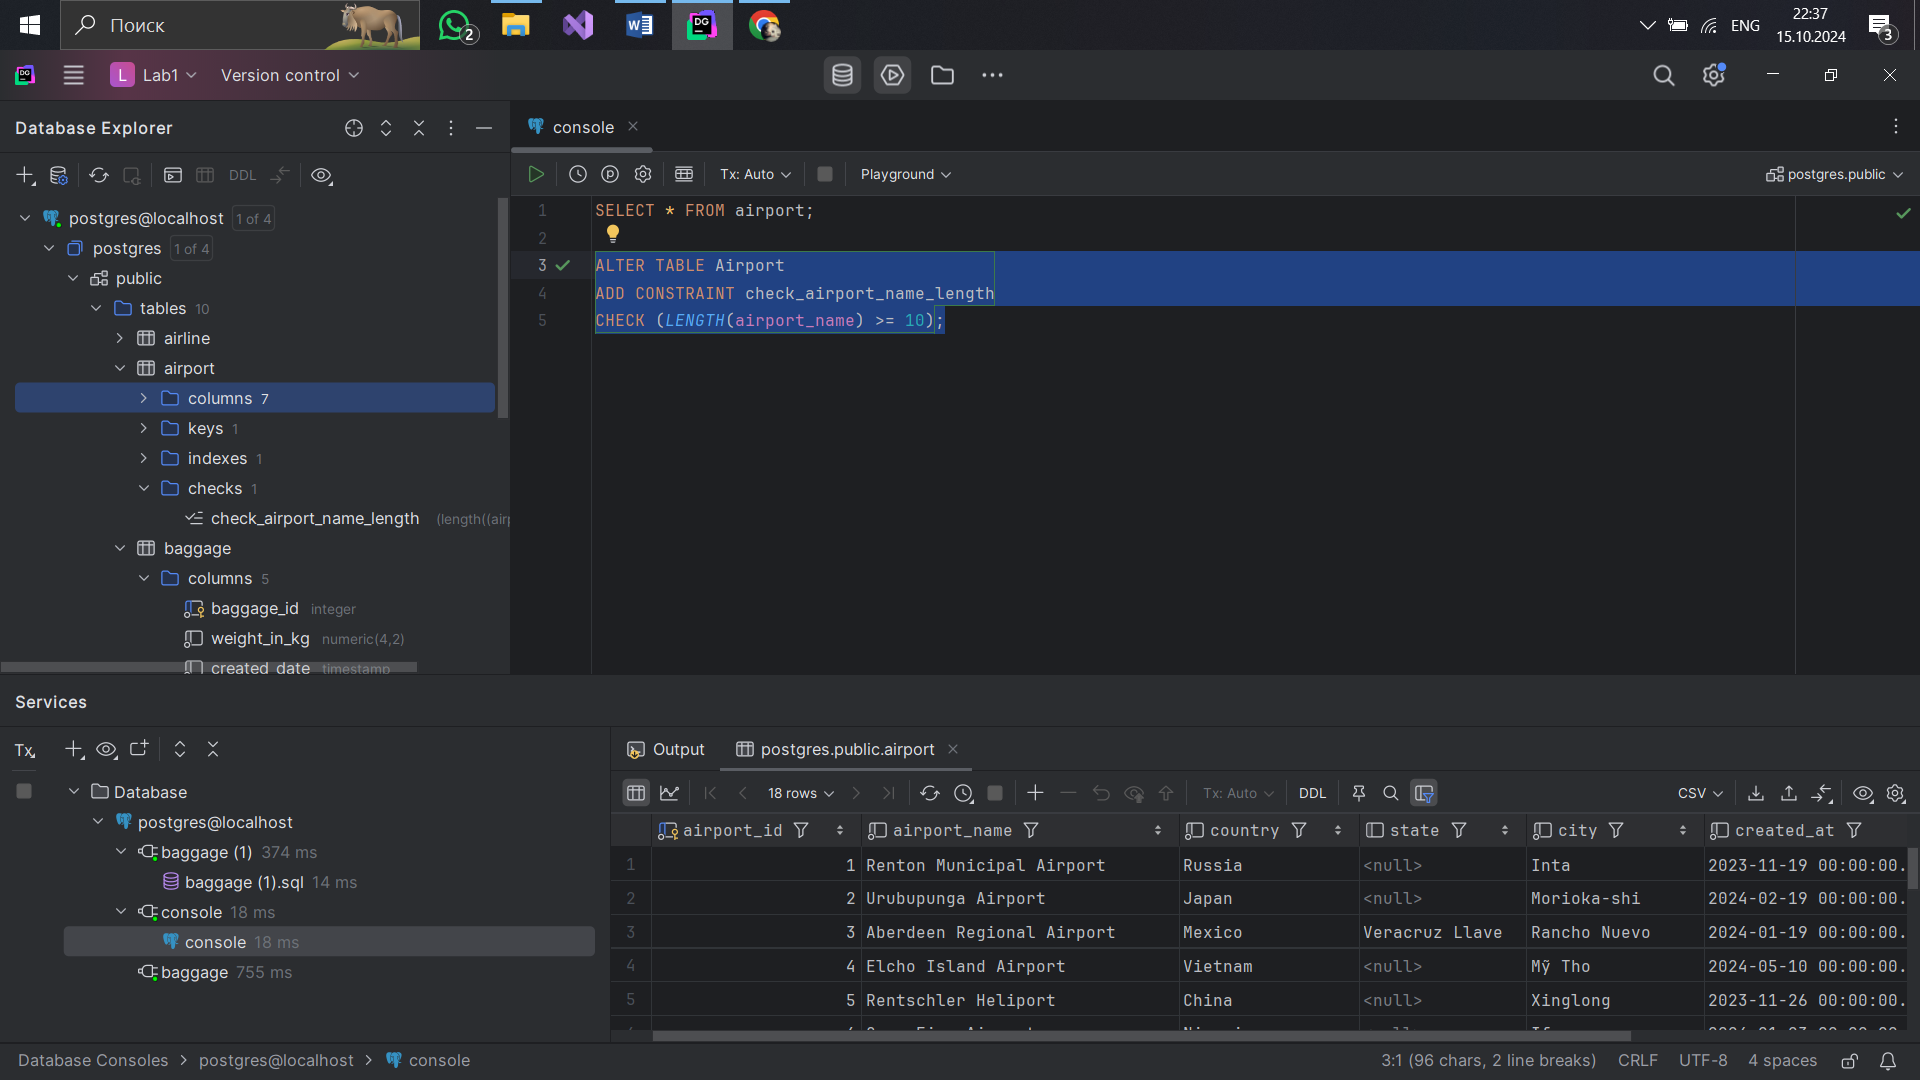 Поиск
2
ENG
22:37
15.10.2024
3
L Lab1
Version control
Database Explorer
console
DDL
Tx: Auto
Playground
postgres.public
postgres@localhost 1 of 4
postgres 1 of 4
public
tables 10
airline
airport
columns 7
keys 1
indexes 1
checks 1
check_airport_name_length (length((air
baggage
columns 5
baggage_id integer
weight_in_kg numeric(4,2)
created_date timestamp
1 SELECT * FROM airport;
2
3 ALTER TABLE Airport
4 ADD CONSTRAINT check_airport_name_length
5 CHECK (LENGTH(airport_name) >= 10);
Services
Tx
Database
postgres@localhost
baggage (1) 374 ms
baggage (1).sql 14 ms
console 18 ms
console 18 ms
baggage 755 ms
Output
postgres.public.airport
18 rows
Tx: Auto
DDL
CSV
airport_id airport_name country state city created_at
1 1 Renton Municipal Airport Russia <null> Inta 2023-11-19 00:00:00.
2 2 Urubupunga Airport Japan <null> Morioka-shi 2024-02-19 00:00:00.
3 3 Aberdeen Regional Airport Mexico Veracruz Llave Rancho Nuevo 2024-01-19 00:00:00.
4 4 Elcho Island Airport Vietnam <null> Mỹ Tho 2024-05-10 00:00:00.
5 5 Rentschler Heliport China <null> Xinglong 2023-11-26 00:00:00.
Database Consoles > postgres@localhost > console
3:1 (96 chars, 2 line breaks) CRLF UTF-8 4 spaces